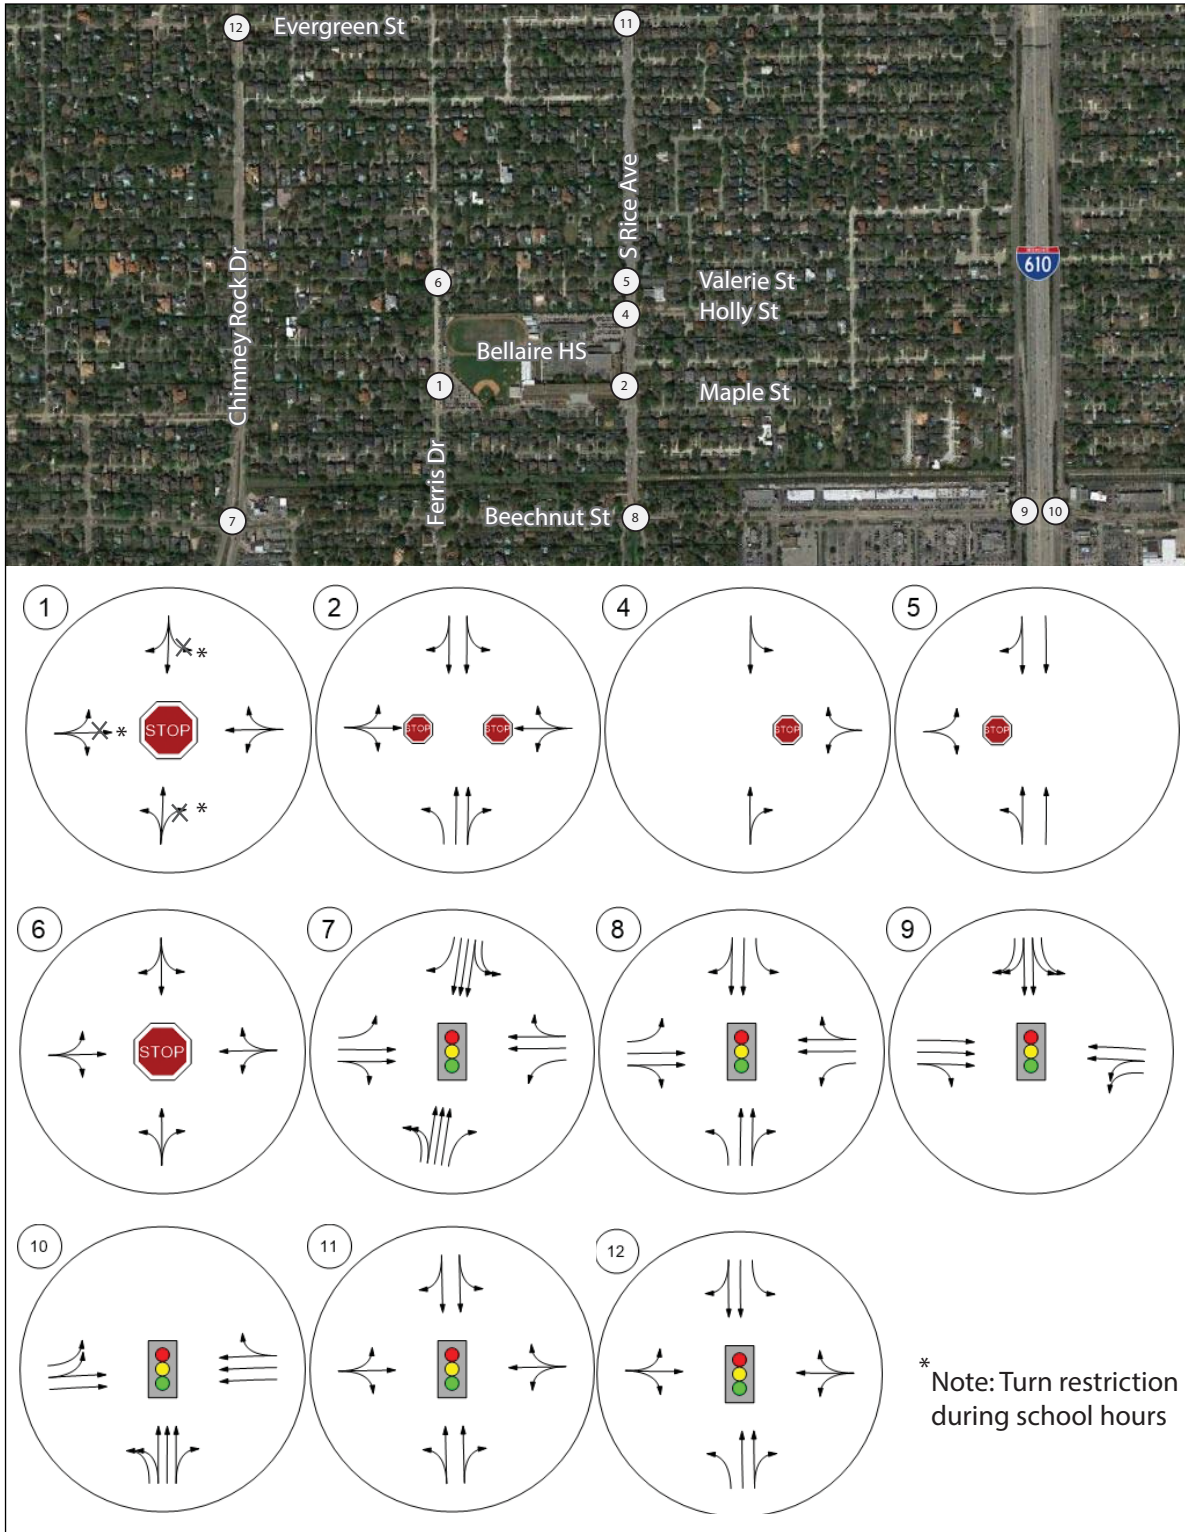 12
Evergreen St
11
S Rice Ave
Chimney Rock Dr
6
5
Valerie St
610
4
Holly St
Bellaire HS
1
2
Maple St
Ferris Dr
7
Beechnut St
8
9
10
1
2
4
5
*
*
STOP
STOP
STOP
STOP
STOP
*
6
7
8
9
STOP
10
11
12
*
Note: Turn restriction
during school hours